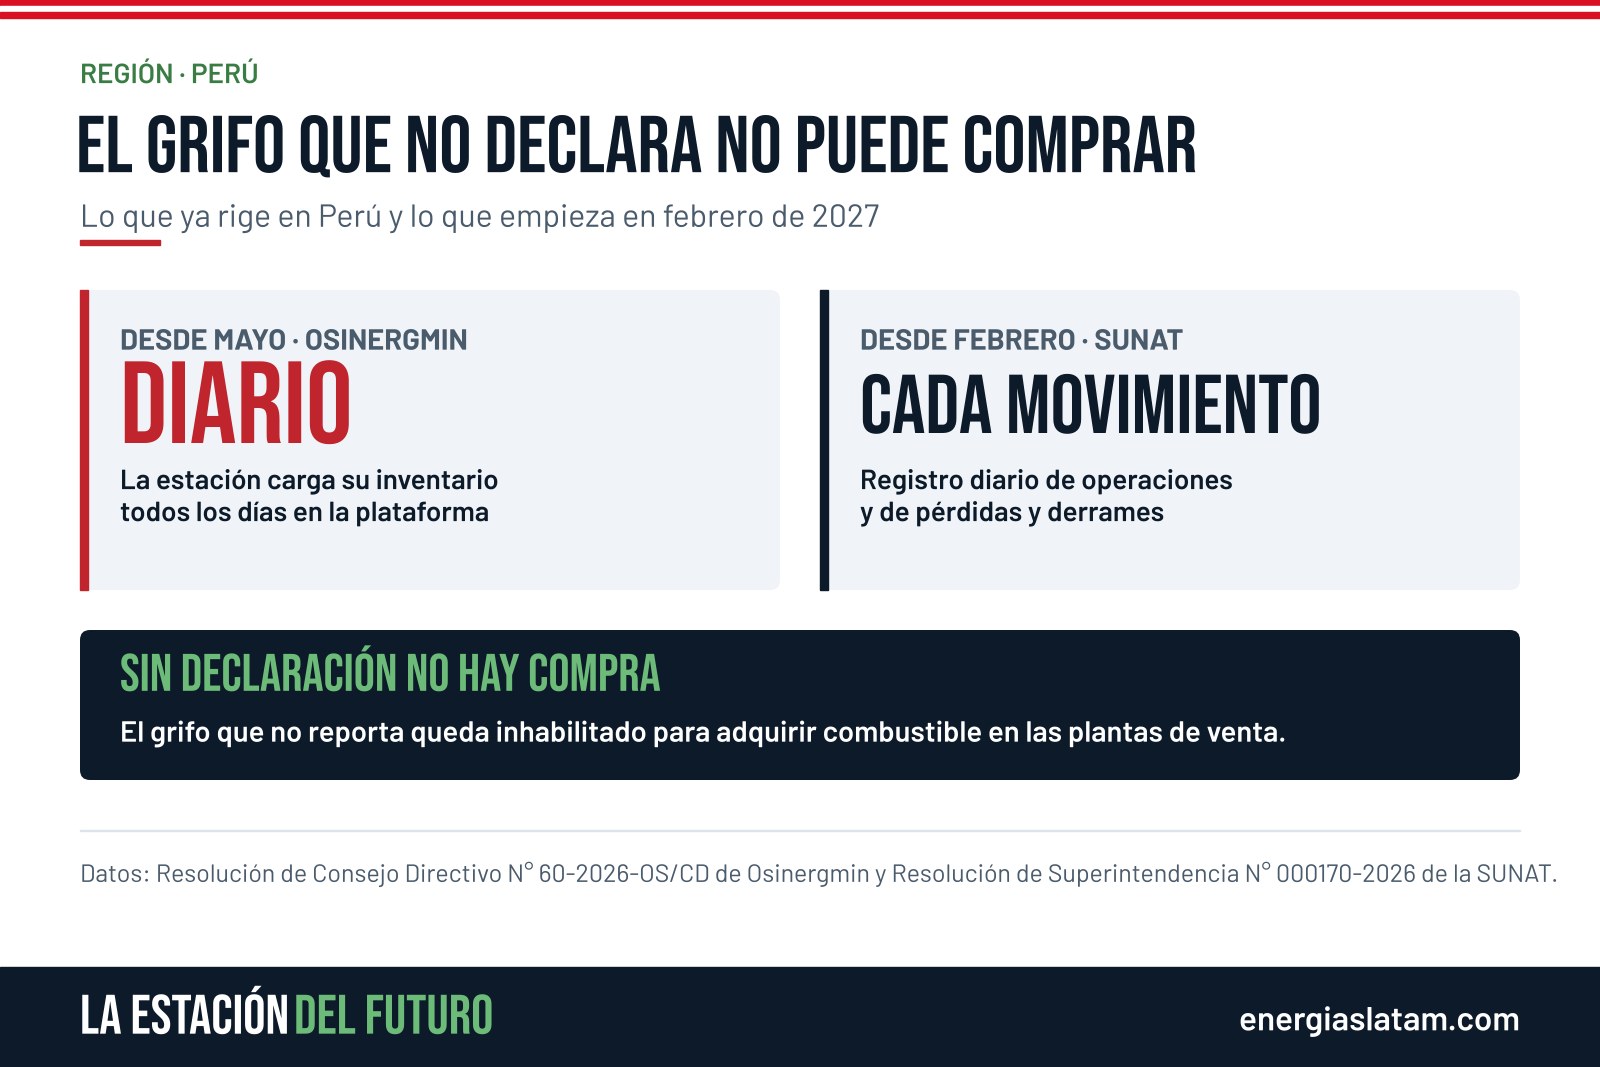 REGIÓN · PERÚ
EL GRIFO QUE NO DECLARA NO PUEDE COMPRAR
Lo que ya rige en Perú y lo que empieza en febrero de 2027
DESDE MAYO · OSINERGMIN
DIARIO
La estación carga su inventario
todos los días en la plataforma
DESDE FEBRERO · SUNAT
CADA MOVIMIENTO
Registro diario de operaciones
y de pérdidas y derrames
SIN DECLARACIÓN NO HAY COMPRA
El grifo que no reporta queda inhabilitado para adquirir combustible en las plantas de venta.
Datos: Resolución de Consejo Directivo N° 60-2026-OS/CD de Osinergmin y Resolución de Superintendencia N° 000170-2026 de la SUNAT.
LA ESTACIÓN DEL FUTURO
energiaslatam.com